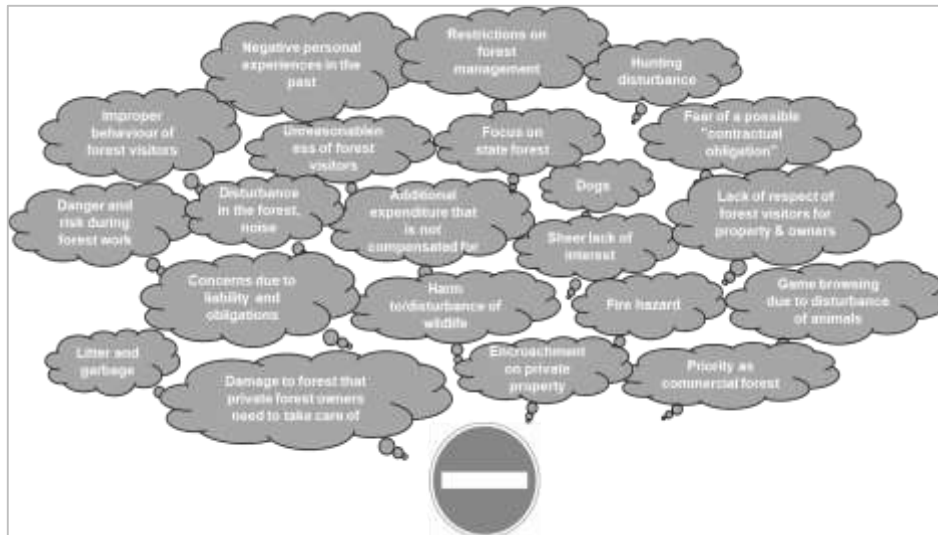 Negative personal
experiences in the
past
Restrictions on
forest
management
Hunting
disturbance
Improper
behaviour of
forest visitors
Unreasonablen
ess of forest
visitors
Focus on
state forest
Fear of a possible
"contractual
obligation"
Danger and
risk during
forest work
Disturbance
in the forest,
noise
Additional
expenditure that
is not
compensated for
Dogs
Sheer lack of
interest
Lack of respect of
forest visitors for
property & owners
Concerns due to
liability and
obligations
Harm
to/disturbance of
wildlife
Fire hazard
Game browsing
due to disturbance
of animals
Litter and
garbage
Damage to forest that
private forest owners
need to take care of
Encroachment
on private
property
Priority as
commercial forest